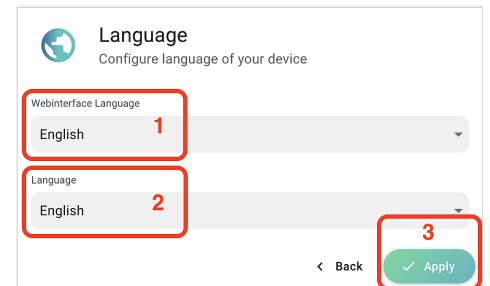 Language
Configure language of your device
Webinterface Language
English 1
Language
English 2
3
Back Apply